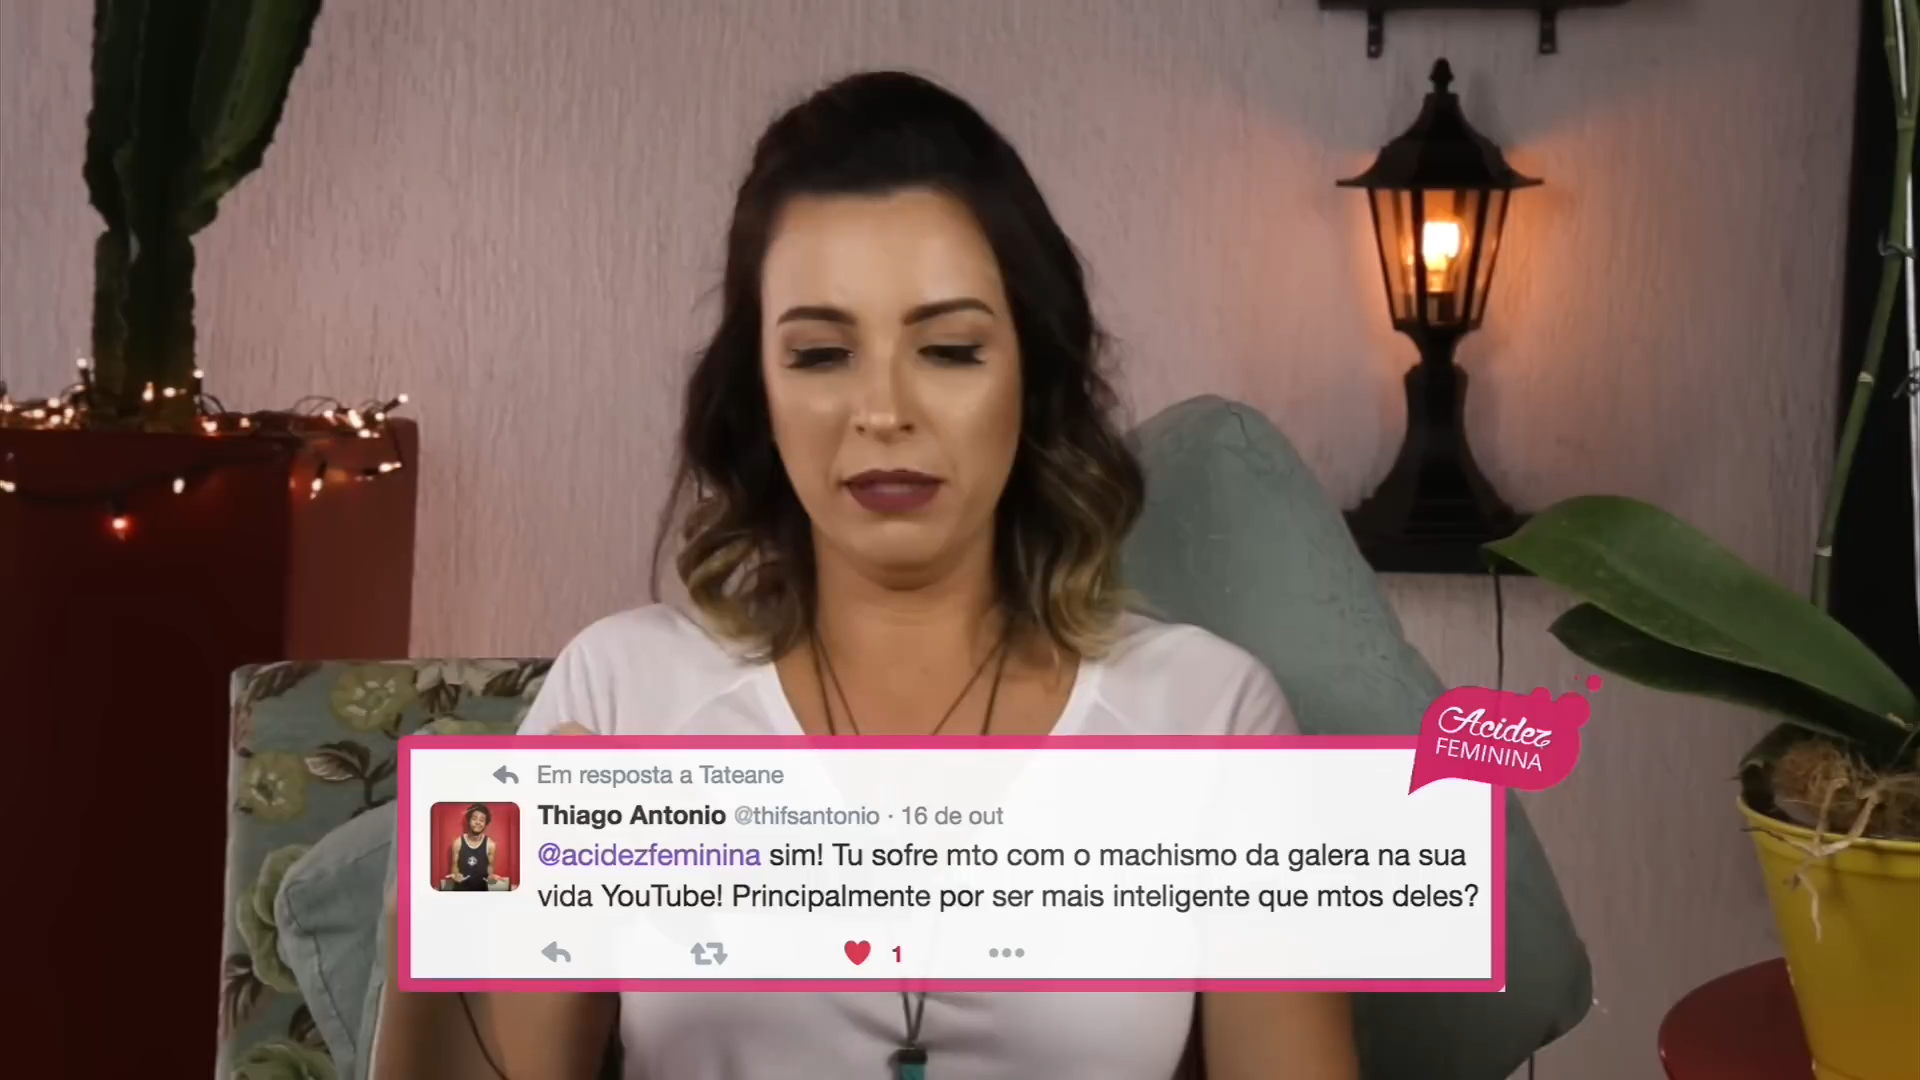 Acidez
FEMININA
Em resposta a Tateane
Thiago Antonio @thifsantonio · 16 de out
@acidezfeminina sim! Tu sofre mto com o machismo da galera na sua
vida YouTube! Principalmente por ser mais inteligente que mtos deles?
1